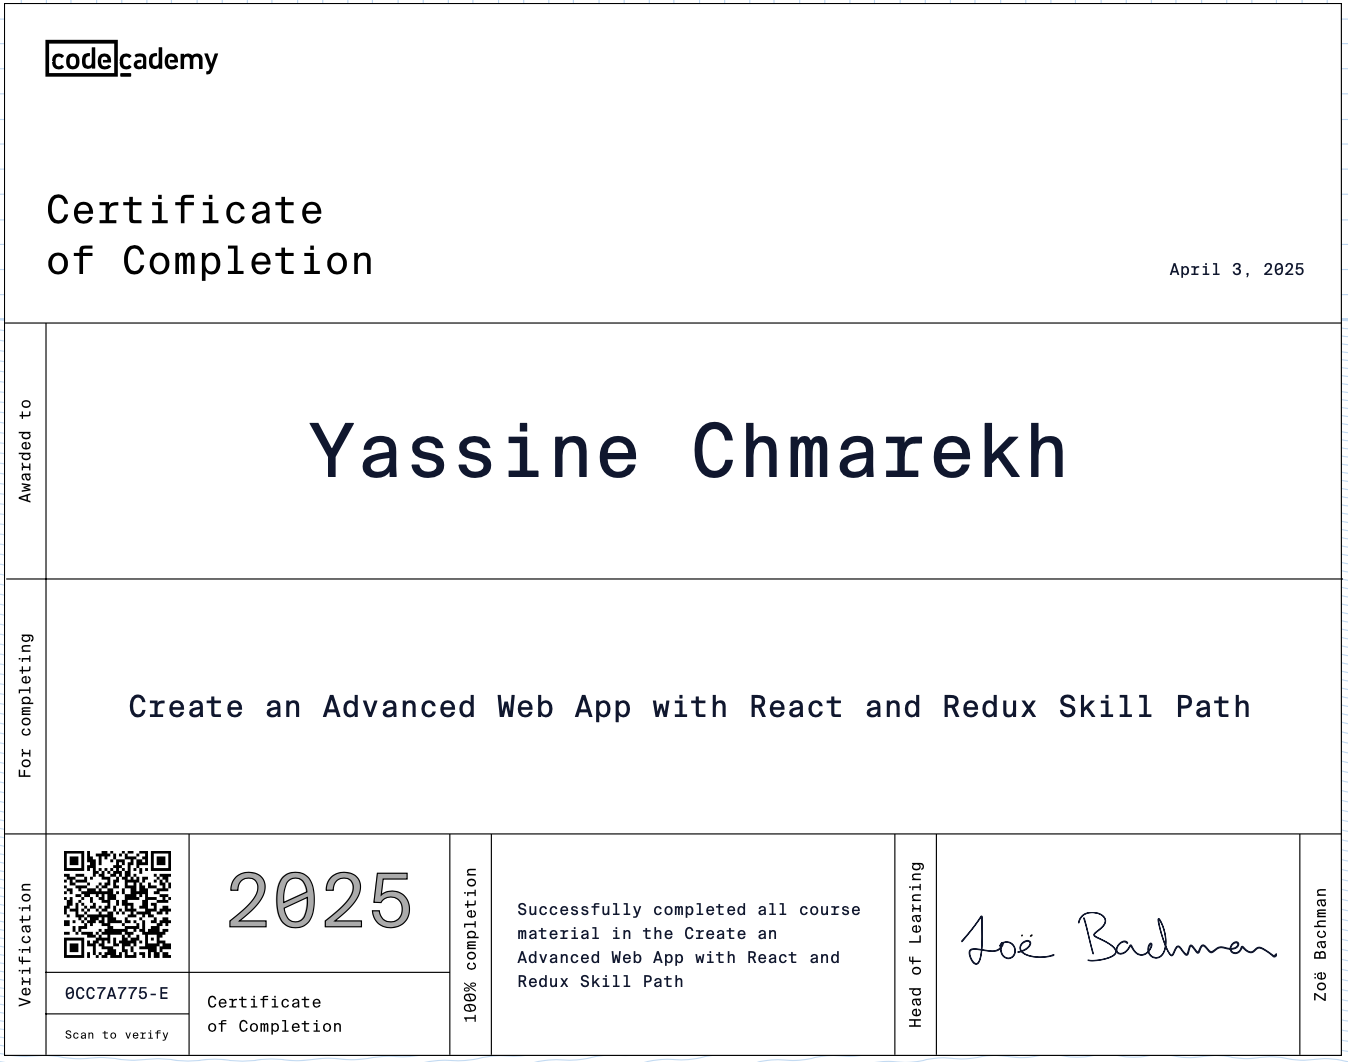 codecademy
Certificate
of Completion
April 3, 2025
Awarded to
Yassine Chmarekh
For completing
Create an Advanced Web App with React and Redux Skill Path
Verification
0CC7A775-E
Scan to verify
2025
Certificate
of Completion
100% completion
Successfully completed all course
material in the Create an
Advanced Web App with React and
Redux Skill Path
Head of Learning
Zoë Bachman
Zoë Bachman